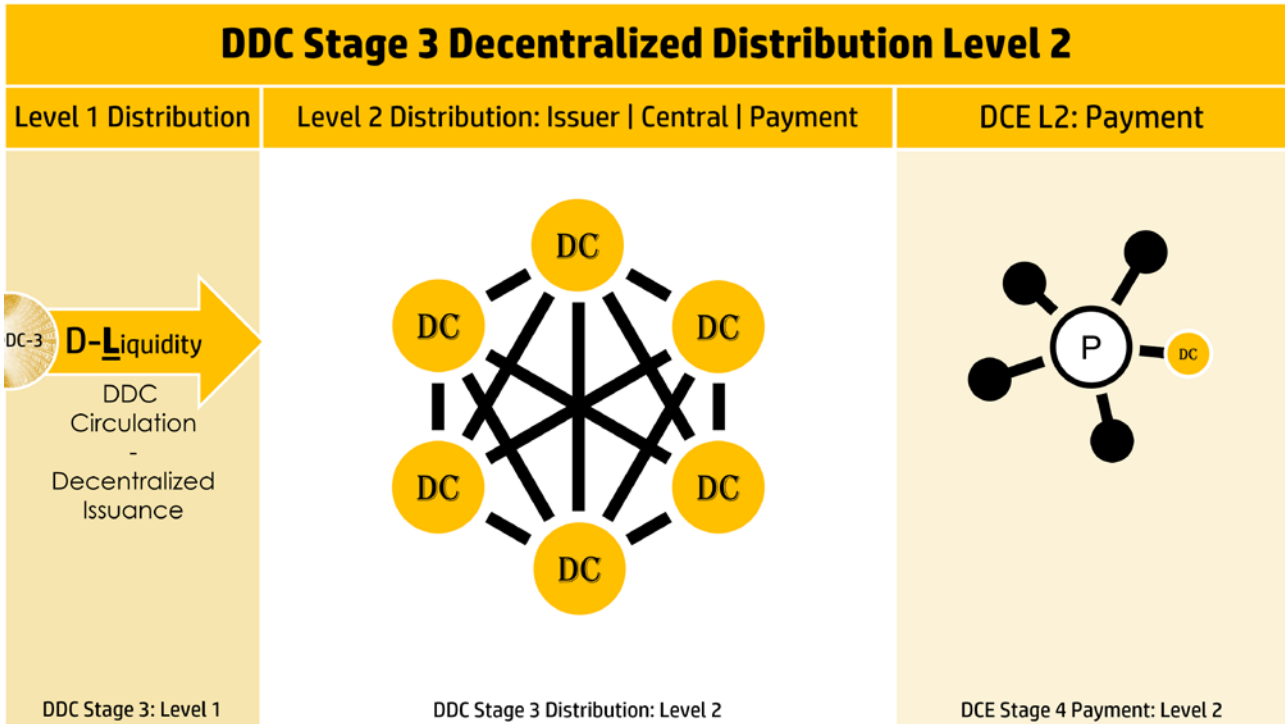 DDC Stage 3 Decentralized Distribution Level 2
Level 1 Distribution
Level 2 Distribution: Issuer | Central | Payment
DCE L2: Payment
DC-3
D-Liquidity
DDC
Circulation
-
Decentralized
Issuance
DC
DC
DC
DC
DC
DC
P
DC
DDC Stage 3: Level 1
DDC Stage 3 Distribution: Level 2
DCE Stage 4 Payment: Level 2